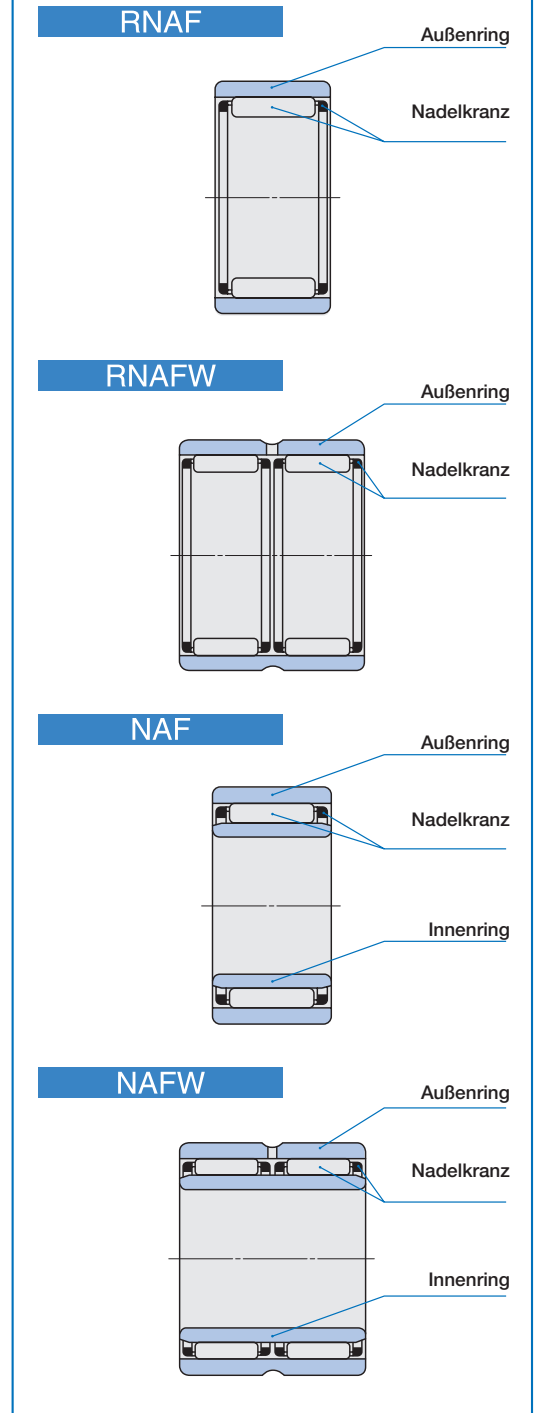 RNAF
Außenring
Nadelkranz
RNAFW
Außenring
Nadelkranz
NAF
Außenring
Nadelkranz
Innenring
NAFW
Außenring
Nadelkranz
Innenring